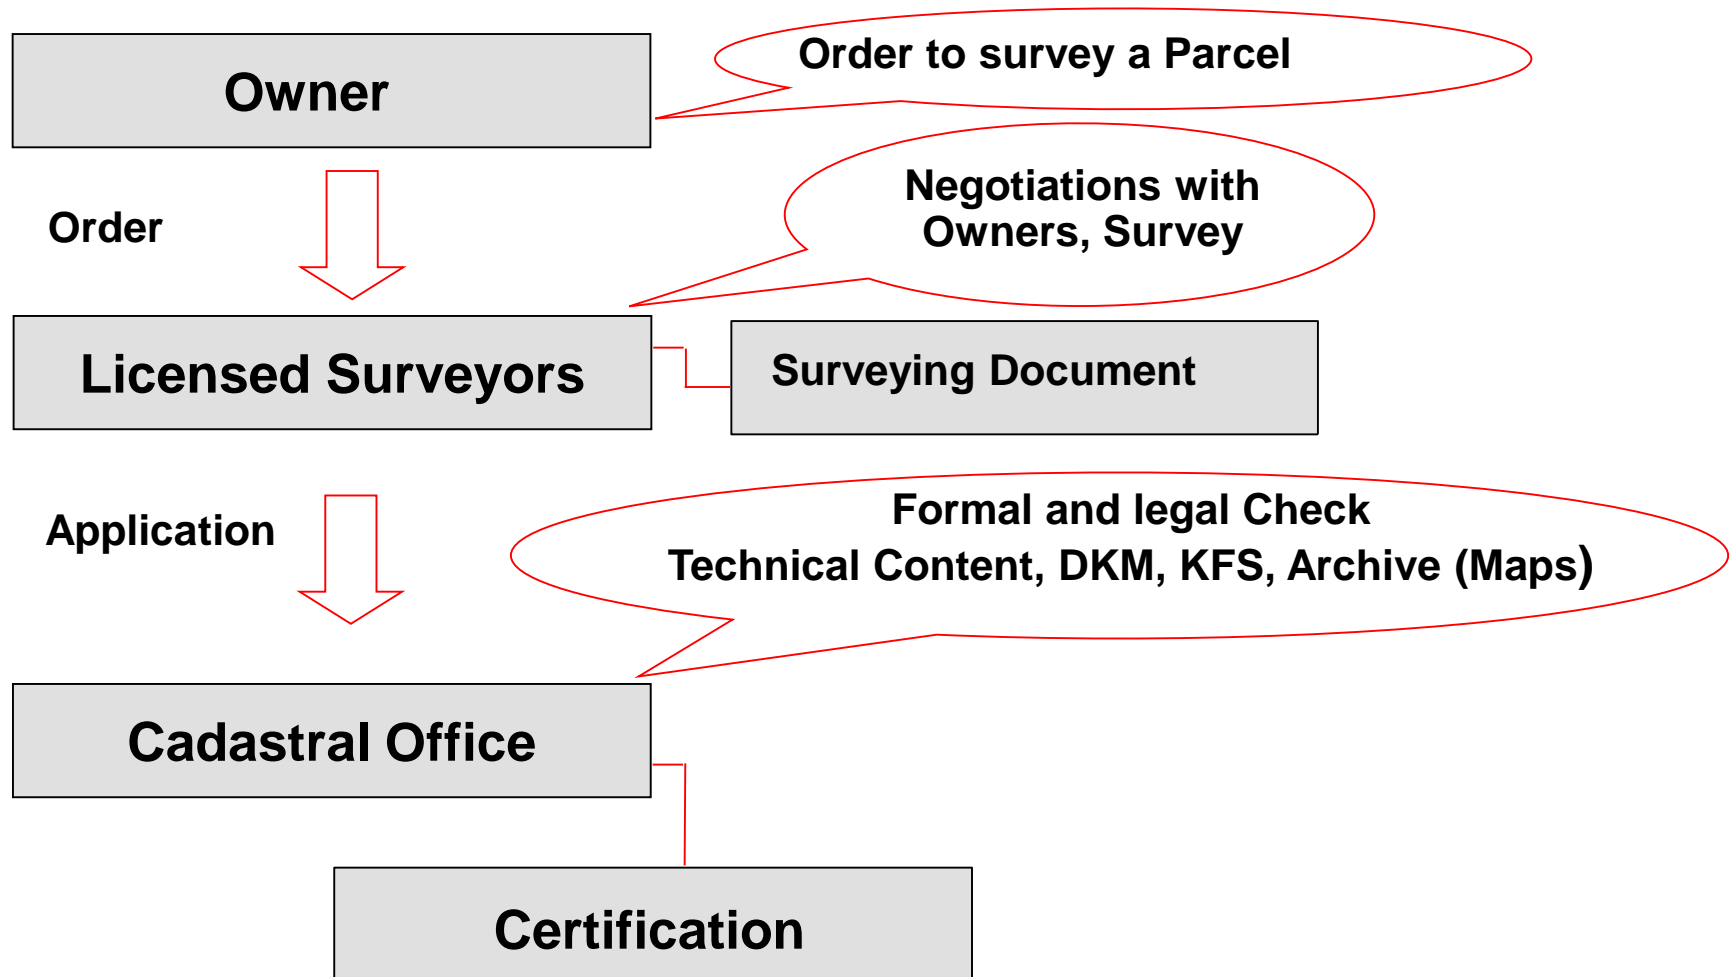 Owner
Order to survey a Parcel
Order
Negotiations with
Owners, Survey
Licensed Surveyors
Surveying Document
Application
Formal and legal Check
Technical Content, DKM, KFS, Archive (Maps)
Cadastral Office
Certification